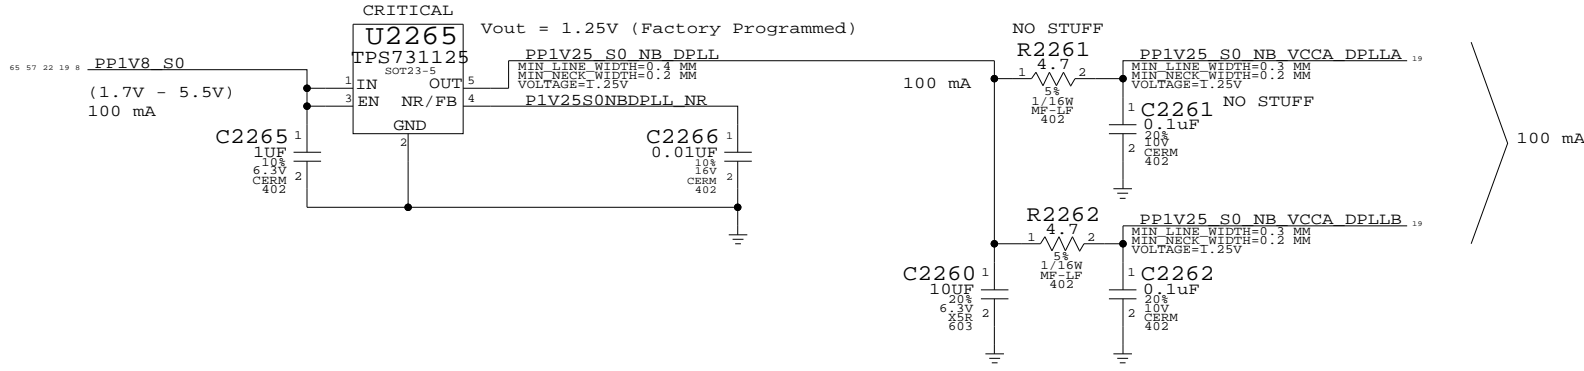 CRITICAL
U2265
TPS731125
SOT23-5
Vout = 1.25V (Factory Programmed)
65 57 22 19 8
PP1V8_S0
(1.7V - 5.5V)
100 mA
1
IN
3
EN
OUT
5
NR/FB
4
GND
2
PP1V25_S0_NB_DPLL
MIN_LINE_WIDTH=0.4 MM
MIN_NECK_WIDTH=0.2 MM
VOLTAGE=1.25V
P1V25S0NBDPLL_NR
C2265
1
1UF
10%
6.3V
CERM
402
2
C2266
1
0.01UF
10%
16V
CERM
402
2
100 mA
NO STUFF
R2261
4.7
1
2
5%
1/16W
MF-LF
402
PP1V25_S0_NB_VCCA_DPLLA
19
MIN_LINE_WIDTH=0.3 MM
MIN_NECK_WIDTH=0.2 MM
VOLTAGE=1.25V
NO STUFF
C2261
1
0.1uF
20%
10V
CERM
402
2
100 mA
R2262
4.7
1
2
5%
1/16W
MF-LF
402
PP1V25_S0_NB_VCCA_DPLLB
19
MIN_LINE_WIDTH=0.3 MM
MIN_NECK_WIDTH=0.2 MM
VOLTAGE=1.25V
C2260
1
10UF
20%
6.3V
X5R
603
2
C2262
1
0.1uF
20%
10V
CERM
402
2